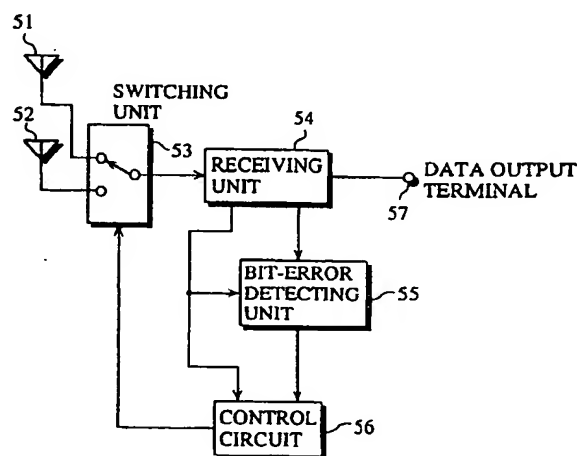 51
SWITCHING
UNIT
52
53
54
RECEIVING
UNIT
DATA OUTPUT
TERMINAL
57
BIT-ERROR
DETECTING
UNIT
55
CONTROL
CIRCUIT
56